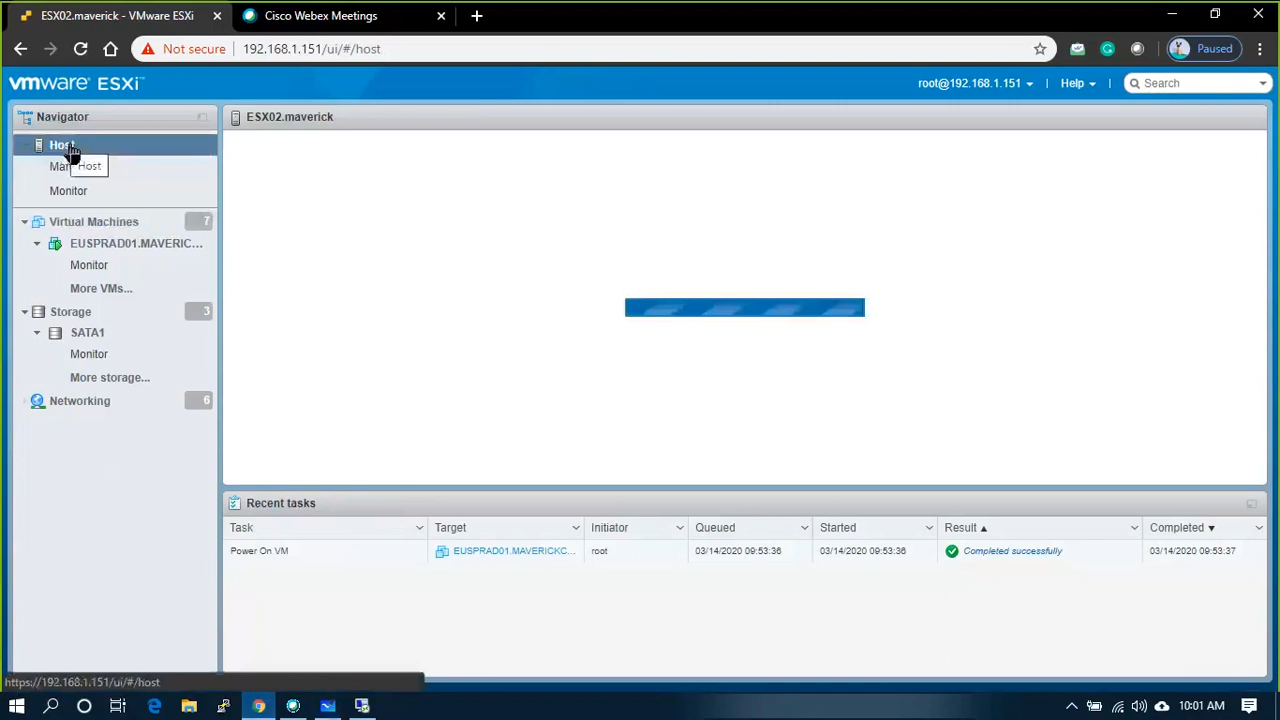 ESX02.maverick - VMware ESXi
Cisco Webex Meetings
Not secure
192.168.1.151/ui/#/host
Paused
vmware ESXi
root@192.168.1.151
Help
Search
Navigator
ESX02.maverick
Host
Host
Monitor
Virtual Machines
7
EUSPRAD01.MAVERIC...
Monitor
More VMs...
Storage
3
SATA1
Monitor
More storage...
Networking
6
Recent tasks
Task
Target
Initiator
Queued
Started
Result
Completed
Power On VM
EUSPRAD01.MAVERICKC...
root
03/14/2020 09:53:36
03/14/2020 09:53:36
Completed successfully
03/14/2020 09:53:37
https://192.168.1.151/ui/#/host
10:01 AM